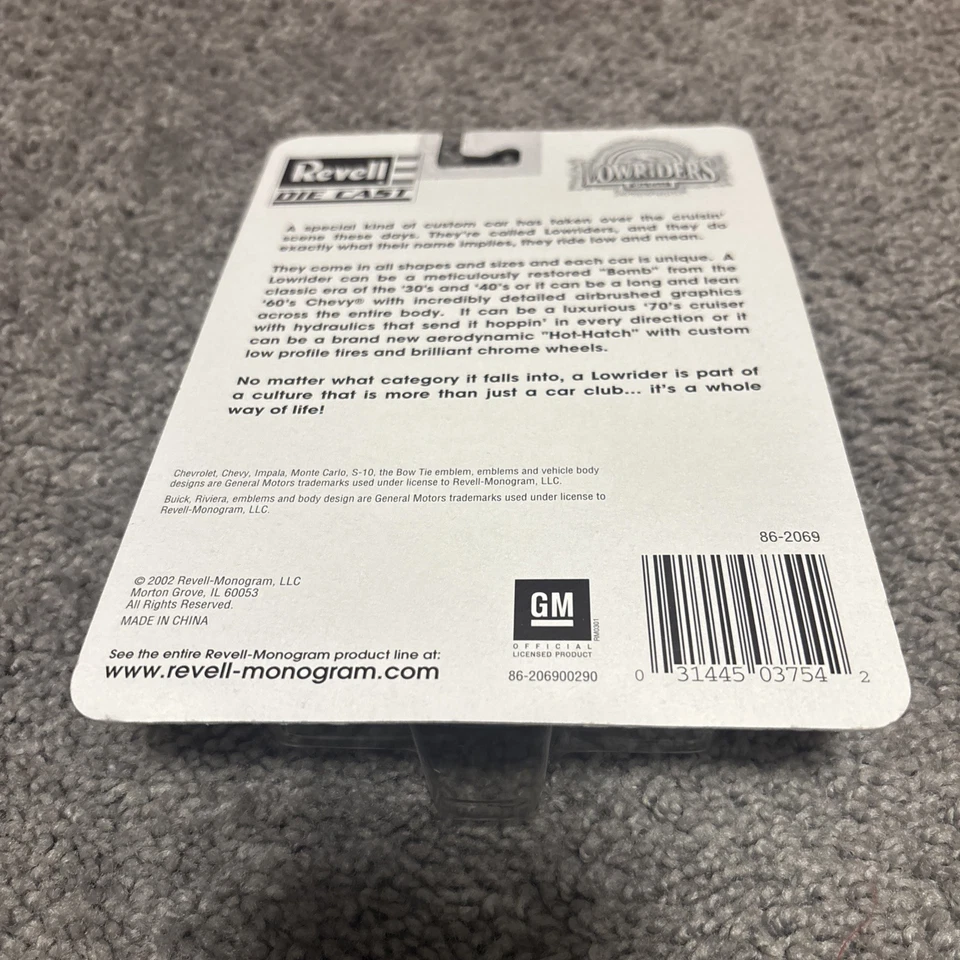 Revell
DIE CAST
LOWRIDERS
A special kind of custom car has taken over the cruisin'
scene these days. They're called Lowriders, and they do
exactly what their name implies, they ride low and mean.
They come in all shapes and sizes and each car is unique. A
Lowrider can be a meticulously restored "Bomb" from the
classic era of the '30's and '40's or it can be a long and lean
'60's Chevy® with incredibly detailed airbrushed graphics
across the entire body. It can be a luxurious '70's cruiser
with hydraulics that send it hoppin' in every direction or it
can be a brand new aerodynamic "Hot-Hatch" with custom
low profile tires and brilliant chrome wheels.
No matter what category it falls into, a Lowrider is part of
a culture that is more than just a car club... it's a whole
way of life!
Chevrolet, Chevy, Impala, Monte Carlo, S-10, the Bow Tie emblem, emblems and vehicle body
designs are General Motors trademarks used under license to Revell-Monogram, LLC.
Buick, Riviera, emblems and body design are General Motors trademarks used under license to
Revell-Monogram, LLC.
86-2069
© 2002 Revell-Monogram, LLC
Morton Grove, IL 60053
All Rights Reserved.
MADE IN CHINA
GM
RM0301
OFFICIAL
LICENSED PRODUCT
See the entire Revell-Monogram product line at:
www.revell-monogram.com
86-206900290
0 31445 03754 2